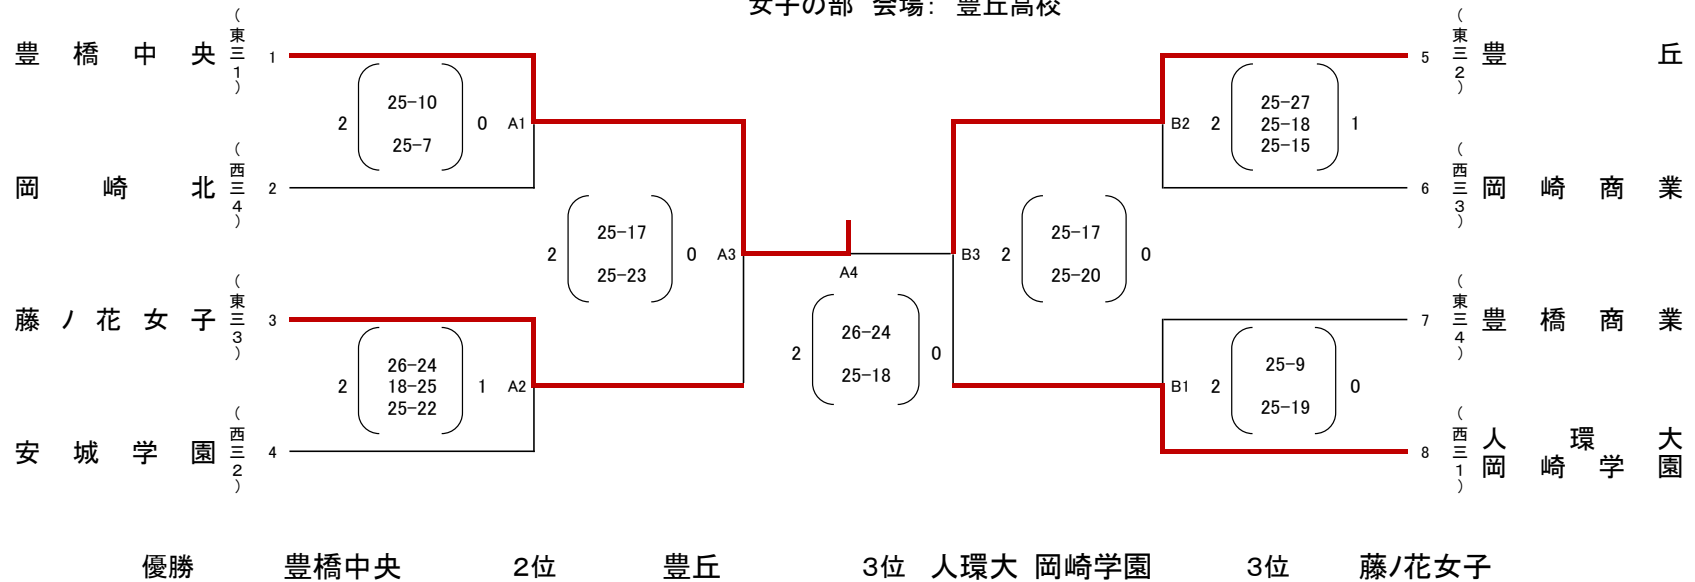 女子の部 会場： 豊丘高校
豊橋中央 （東三1） 1
25-10
2 0 A1
25-7
岡崎北 （西三4） 2
25-17
2 0 A3
25-23
藤ノ花女子 （東三3） 3
26-24
2 18-25 1 A2
25-22
安城学園 （西三2） 4
A4
26-24
2 0
25-18
5 （東三2） 豊丘
25-27
B2 2 25-18 1
25-15
6 （西三3） 岡崎商業
25-17
B3 2 0
25-20
7 （東三4） 豊橋商業
25-9
B1 2 0
25-19
8 （西三1） 人環大
岡崎学園
優勝 豊橋中央 2位 豊丘 3位 人環大 岡崎学園 3位 藤ノ花女子